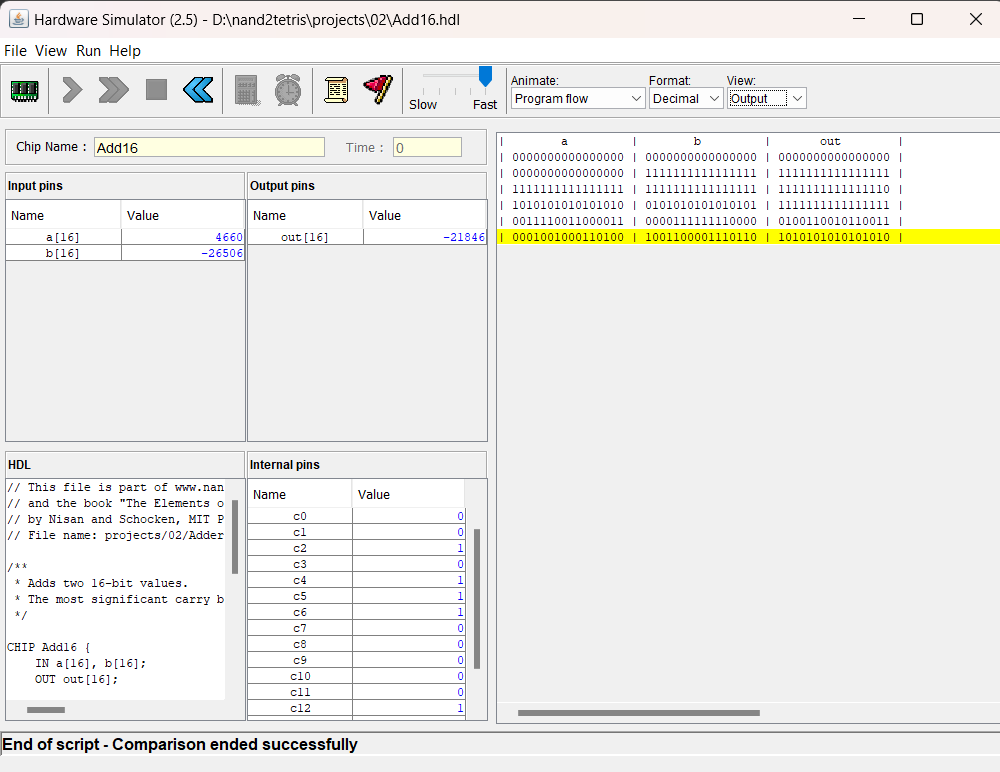 Hardware Simulator (2.5) - D:\nand2tetris\projects\02\Add16.hdl
File View Run Help
Slow Fast
Animate: Format: View:
Program flow Decimal Output
Chip Name : Add16 Time : 0
Input pins
Name Value
a[16] 4660
b[16] -26506
Output pins
Name Value
out[16] -21846
| a | b | out |
| 0000000000000000 | 0000000000000000 | 0000000000000000 |
| 0000000000000000 | 1111111111111111 | 1111111111111111 |
| 1111111111111111 | 1111111111111111 | 1111111111111110 |
| 1010101010101010 | 0101010101010101 | 1111111111111111 |
| 0011110011000011 | 0000111111110000 | 0100110010110011 |
| 0001001000110100 | 1001100001110110 | 1010101010101010 |
HDL
// This file is part of www.nan
// and the book "The Elements o
// by Nisan and Schocken, MIT P
// File name: projects/02/Adder
/**
* Adds two 16-bit values.
* The most significant carry b
*/
CHIP Add16 {
IN a[16], b[16];
OUT out[16];
Internal pins
Name Value
c0 0
c1 0
c2 1
c3 0
c4 1
c5 1
c6 1
c7 0
c8 0
c9 0
c10 0
c11 0
c12 1
End of script - Comparison ended successfully